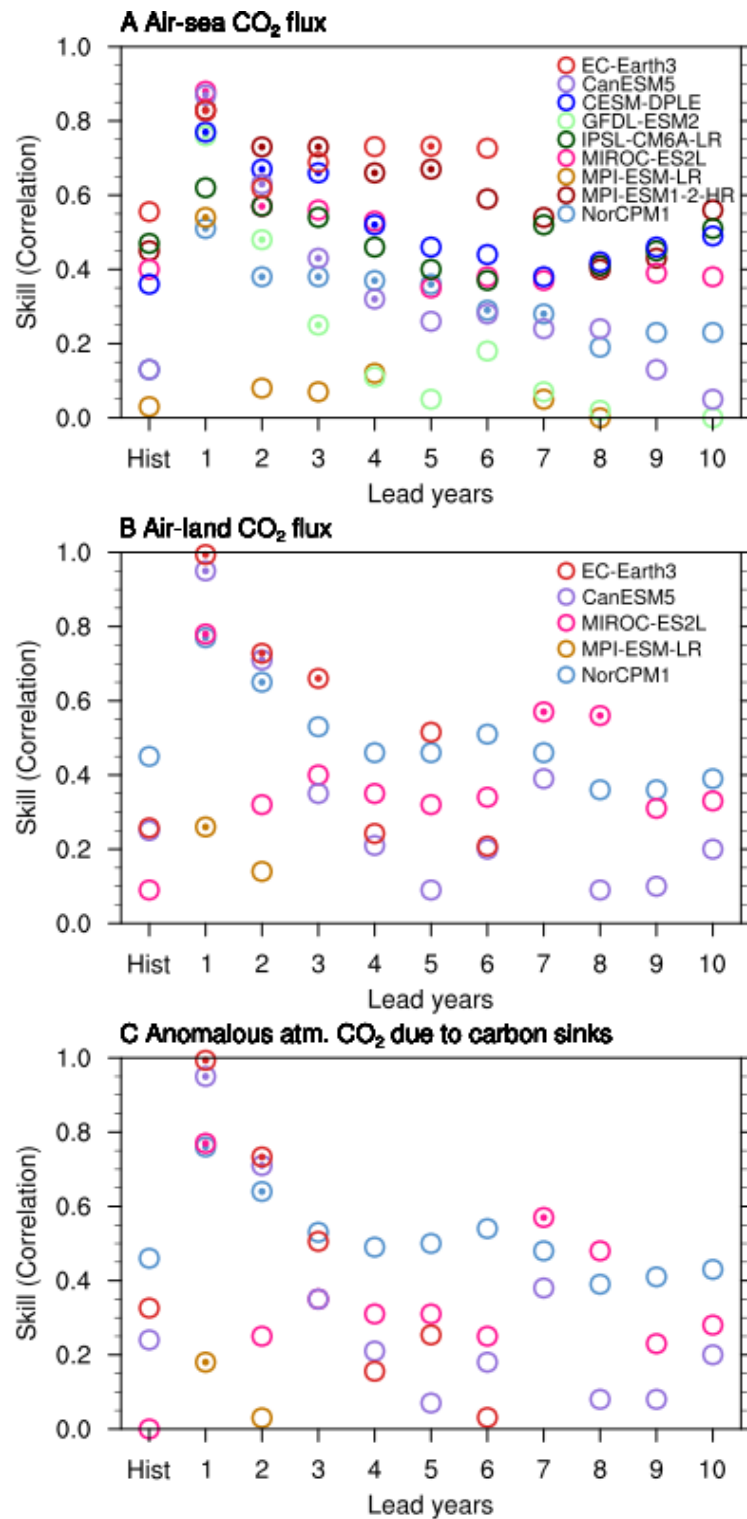 A Air-sea CO₂ flux
1.0
0.8
0.6
0.4
0.2
0.0
Skill (Correlation)
EC-Earth3
CanESM5
CESM-DPLE
GFDL-ESM2
IPSL-CM6A-LR
MIROC-ES2L
MPI-ESM-LR
MPI-ESM1-2-HR
NorCPM1
Hist 1 2 3 4 5 6 7 8 9 10
Lead years
B Air-land CO₂ flux
1.0
0.8
0.6
0.4
0.2
0.0
Skill (Correlation)
EC-Earth3
CanESM5
MIROC-ES2L
MPI-ESM-LR
NorCPM1
Hist 1 2 3 4 5 6 7 8 9 10
Lead years
C Anomalous atm. CO₂ due to carbon sinks
1.0
0.8
0.6
0.4
0.2
0.0
Skill (Correlation)
Hist 1 2 3 4 5 6 7 8 9 10
Lead years